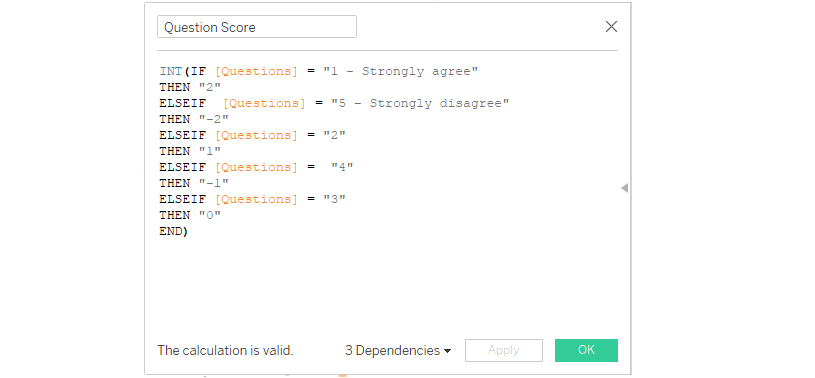 Question Score
INT(IF [Questions] = "1 - Strongly agree"
THEN "2"
ELSEIF  [Questions] = "5 - Strongly disagree"
THEN "-2"
ELSEIF [Questions] = "2"
THEN "1"
ELSEIF [Questions] =  "4"
THEN "-1"
ELSEIF [Questions] = "3"
THEN "0"
END)
The calculation is valid. 3 Dependencies Apply OK